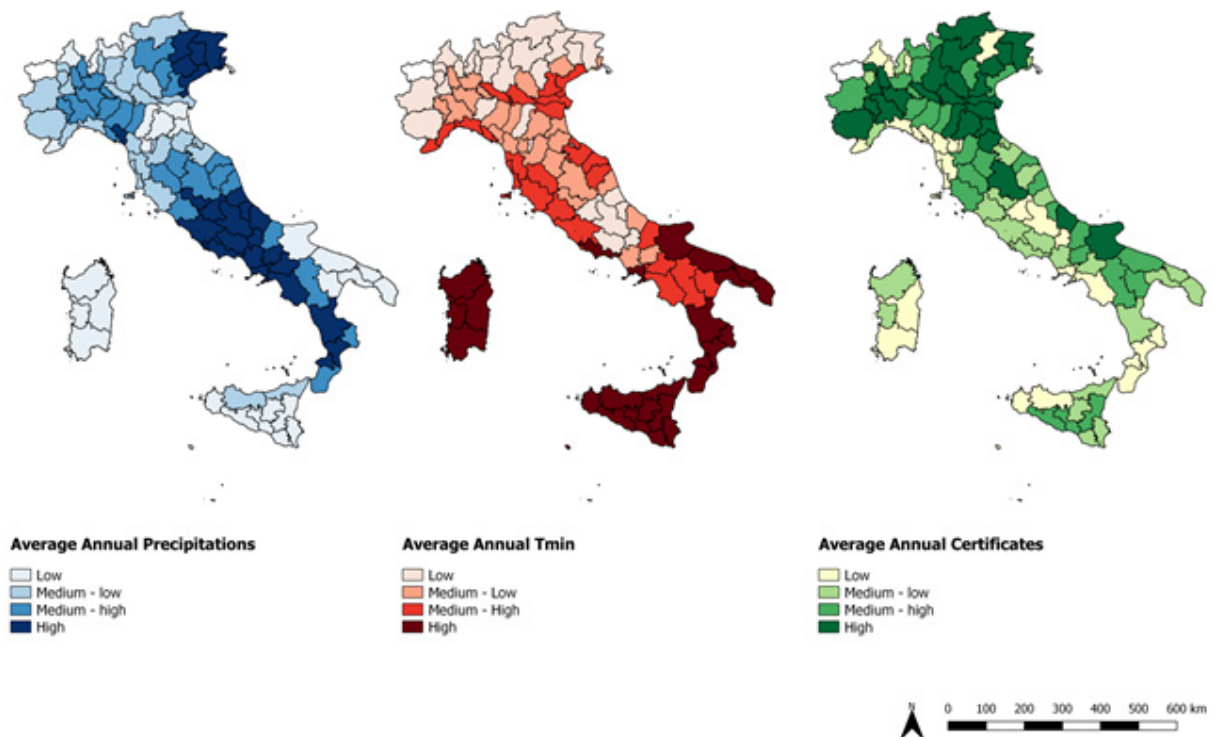 Average Annual Precipitations
Low
Medium - low
Medium - high
High
Average Annual Tmin
Low
Medium - Low
Medium - High
High
Average Annual Certificates
Low
Medium - low
Medium - high
High
N
0 100 200 300 400 500 600 km